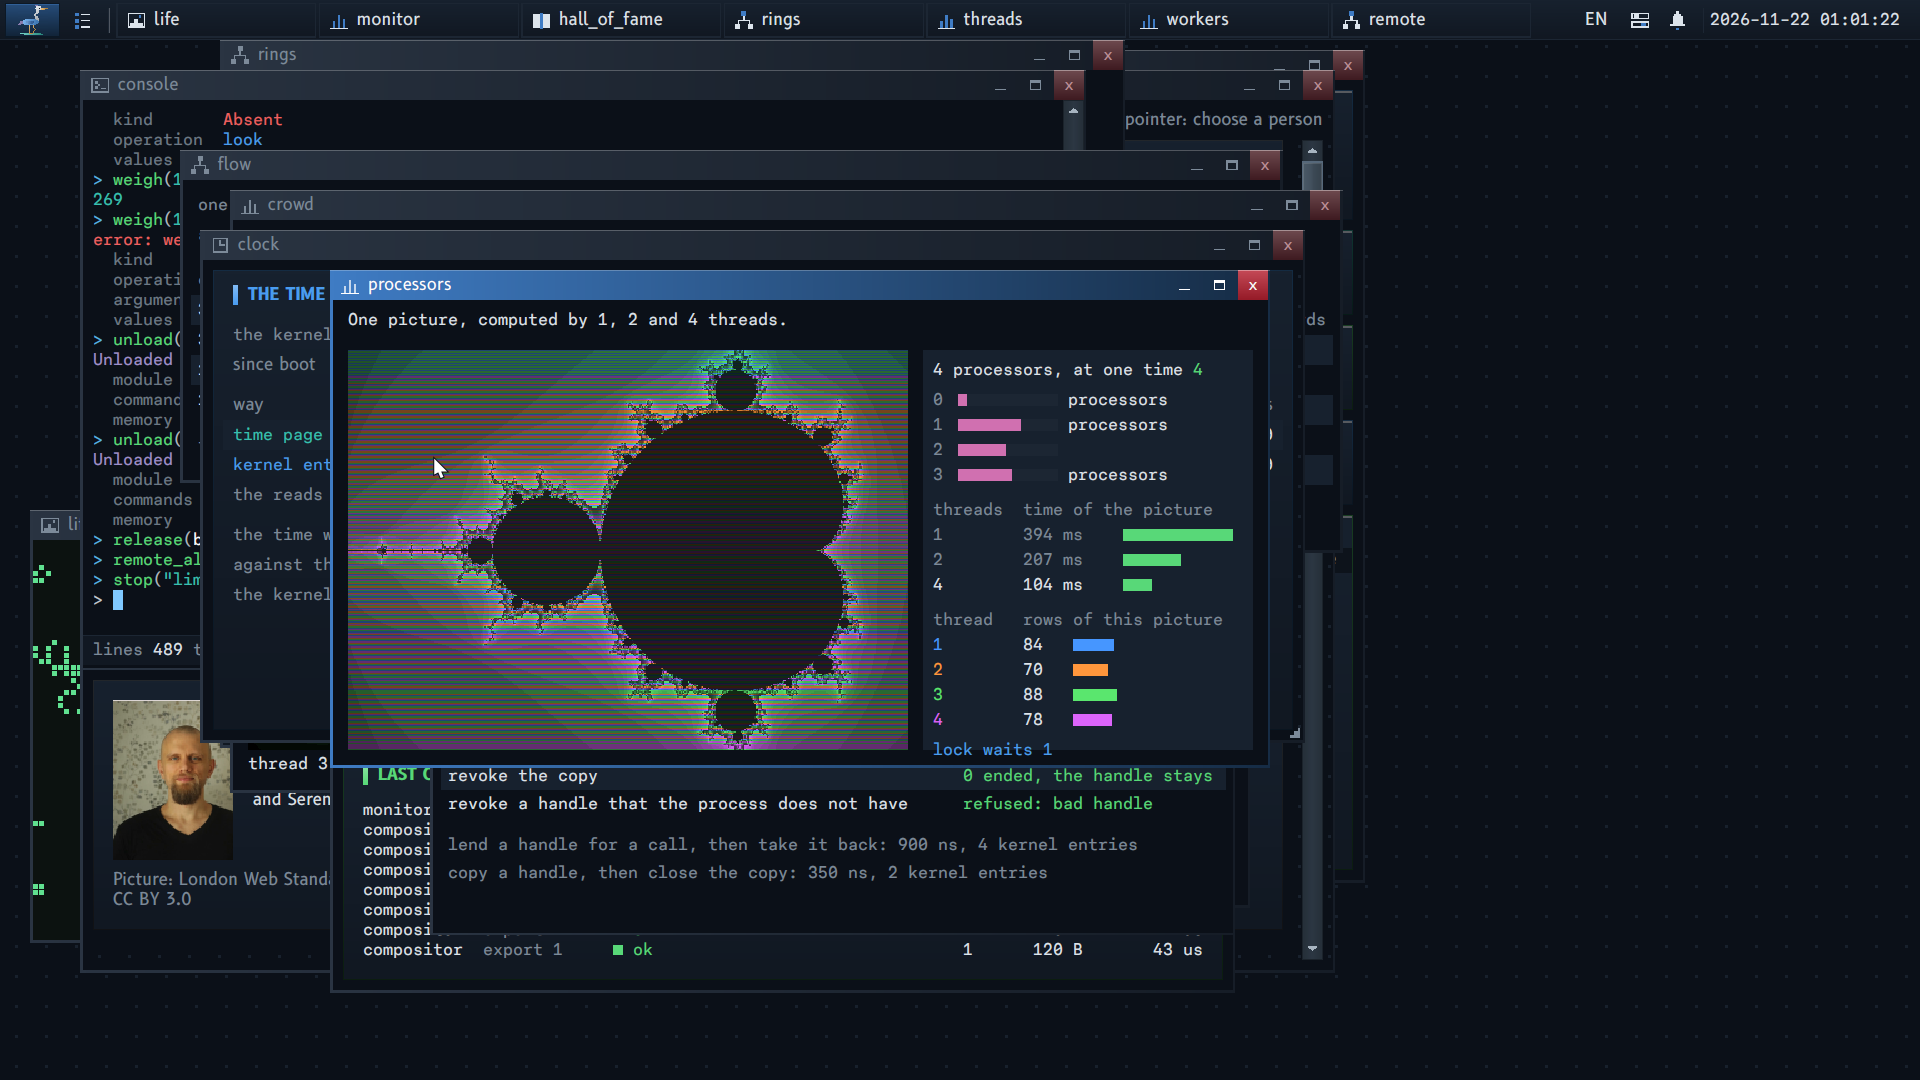 life
monitor
hall_of_fame
rings
threads
workers
remote
EN
2026-11-22 01:01:22
rings
console
kind Absent
operation look
values
> weigh(1
269
> weigh(1
error: we
kind
operati
argumen
values
> unload(
Unloaded
module
command
memory
> unload(
Unloaded
module
commands
memory
> release(b
> remote_al
> stop("lim
>
lines 489 t
pointer: choose a person
flow
one
crowd
clock
THE TIME
the kernel
since boot
way
time page
kernel ent
the reads
the time w
against th
the kernel
ds
processors
One picture, computed by 1, 2 and 4 threads.
4 processors, at one time 4
0 processors
1 processors
2
3 processors
threads time of the picture
1 394 ms
2 207 ms
4 104 ms
thread rows of this picture
1 84
2 70
3 88
4 78
lock waits 1
li
thread 3
and Seren
Picture: London Web Standa
CC BY 3.0
LAST C
monitor
composi
composi
composi
composi
composi
composi
compositor export 1 ok 1 120 B 43 us
revoke the copy 0 ended, the handle stays
revoke a handle that the process does not have refused: bad handle
lend a handle for a call, then take it back: 900 ns, 4 kernel entries
copy a handle, then close the copy: 350 ns, 2 kernel entries